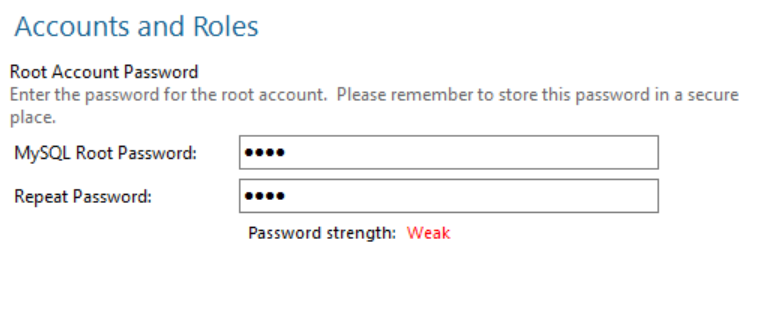 Accounts and Roles
Root Account Password
Enter the password for the root account.  Please remember to store this password in a secure
place.
MySQL Root Password: ●●●●
Repeat Password: ●●●●
Password strength: Weak